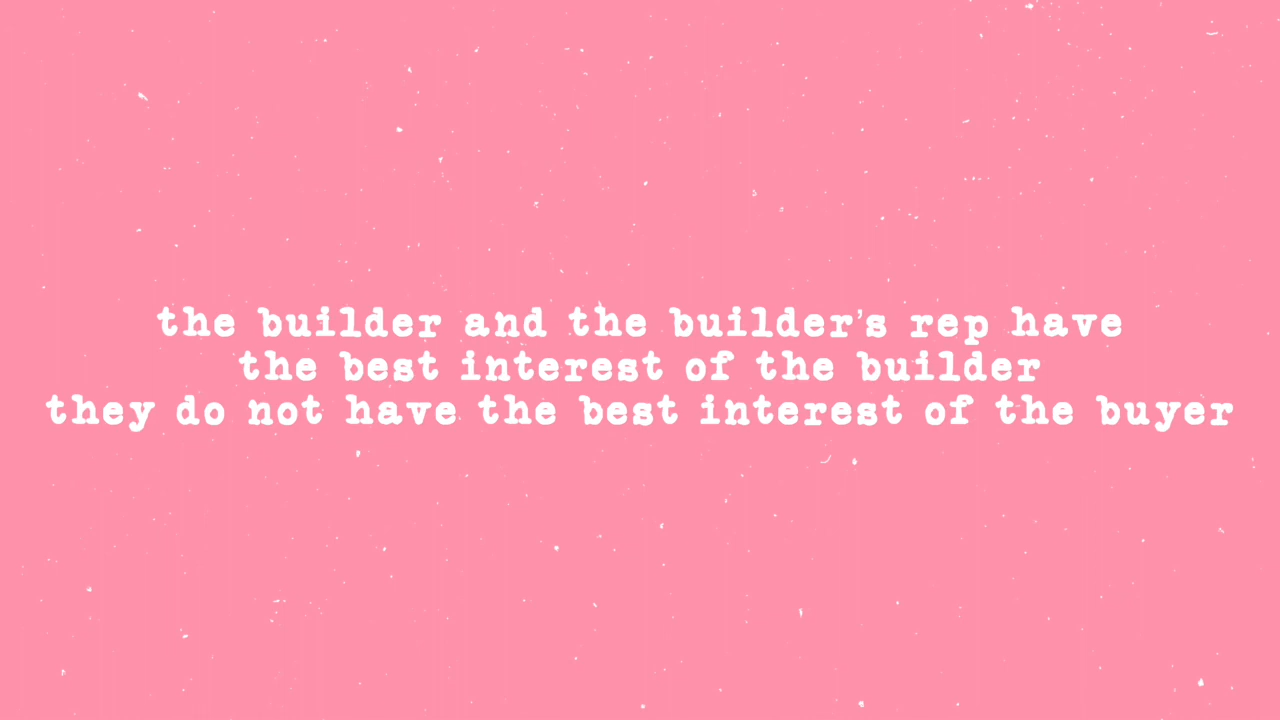 the builder and the builder's rep have
the best interest of the builder
they do not have the best interest of the buyer